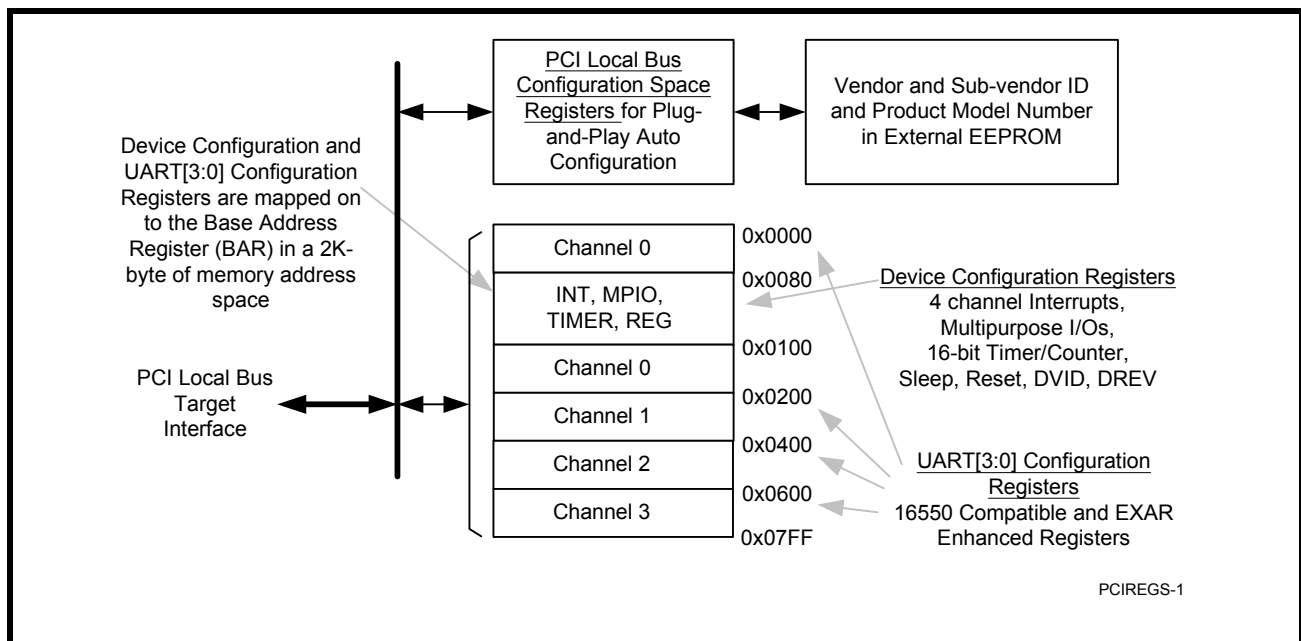 PCI Local Bus
Configuration Space
Registers for Plug-
and-Play Auto
Configuration
Vendor and Sub-vendor ID
and Product Model Number
in External EEPROM
Device Configuration and
UART[3:0] Configuration
Registers are mapped on
to the Base Address
Register (BAR) in a 2K-
byte of memory address
space
PCI Local Bus
Target
Interface
Channel 0
INT, MPIO,
TIMER, REG
Channel 0
Channel 1
Channel 2
Channel 3
0x0000
0x0080
0x0100
0x0200
0x0400
0x0600
0x07FF
Device Configuration Registers
4 channel Interrupts,
Multipurpose I/Os,
16-bit Timer/Counter,
Sleep, Reset, DVID, DREV
UART[3:0] Configuration
Registers
16550 Compatible and EXAR
Enhanced Registers
PCIREGS-1